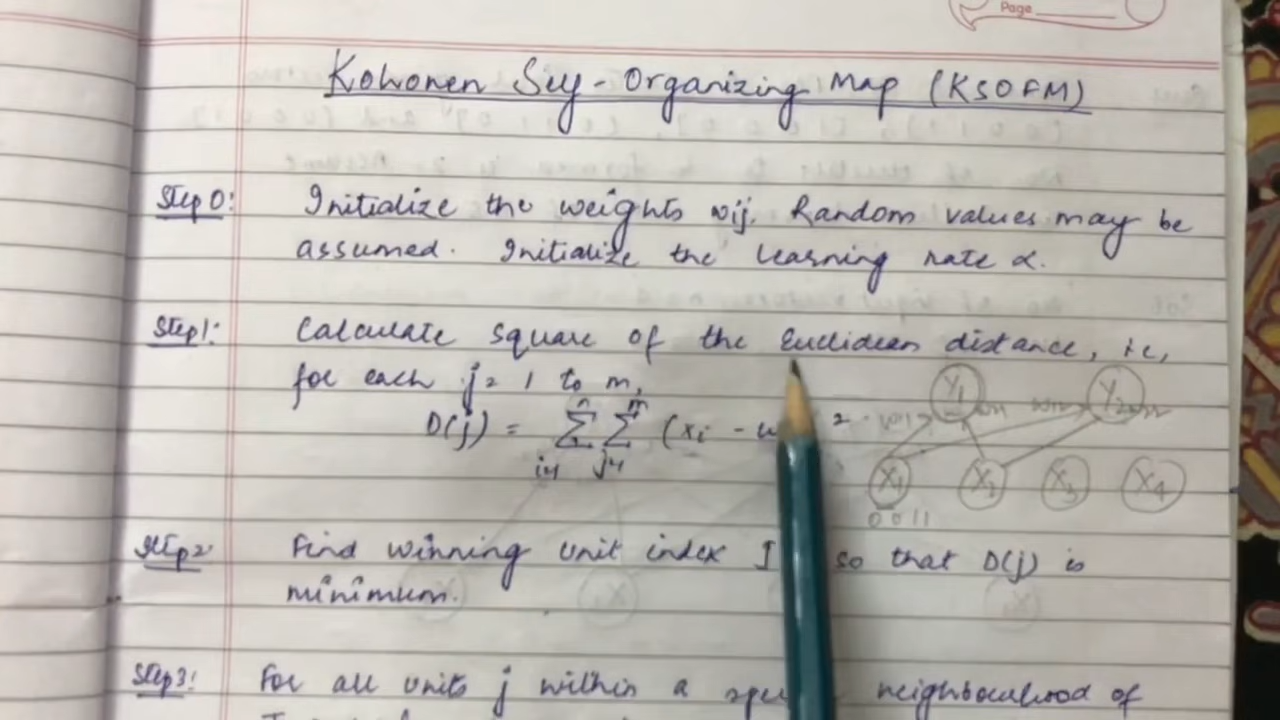 Page
Kohonen Self-Organizing Map (KSOFM)
Step 0: Initialize the weights wij. Random values may be
assumed. Initialize the learning rate α.
Step 1: Calculate square of the Euclidean distance, ie,
for each j = 1 to m,
D(j) = n∑i=1 m∑j=1 (xi - w 2
Y1 Y2
X1 X2 X3 X4
0 0 1 1
Step 2: Find winning unit index I so that D(j) is
minimum.
Step 3: For all units j within a neighbourhood of